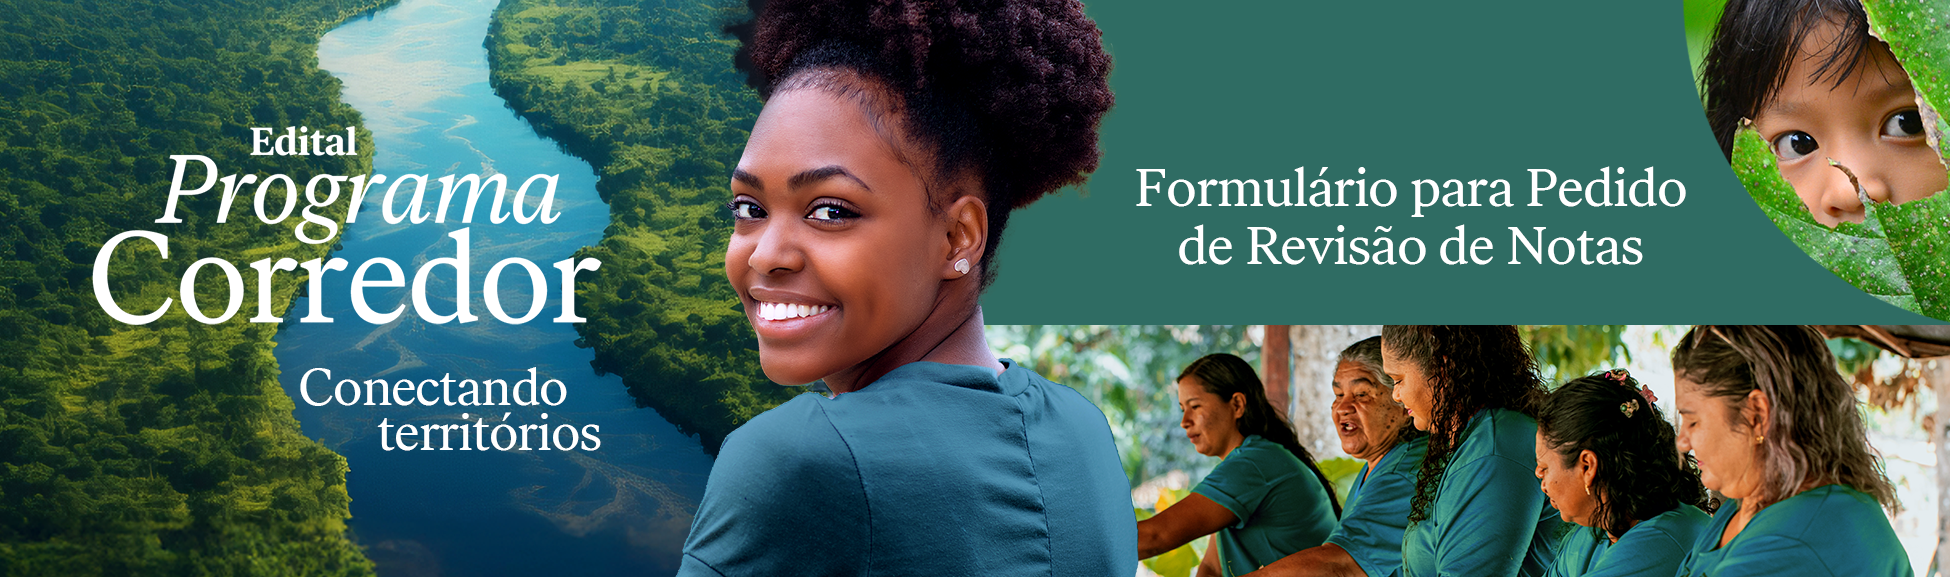 Edital
Programa
Corredor
Conectando
territórios
Formulário para Pedido
de Revisão de Notas